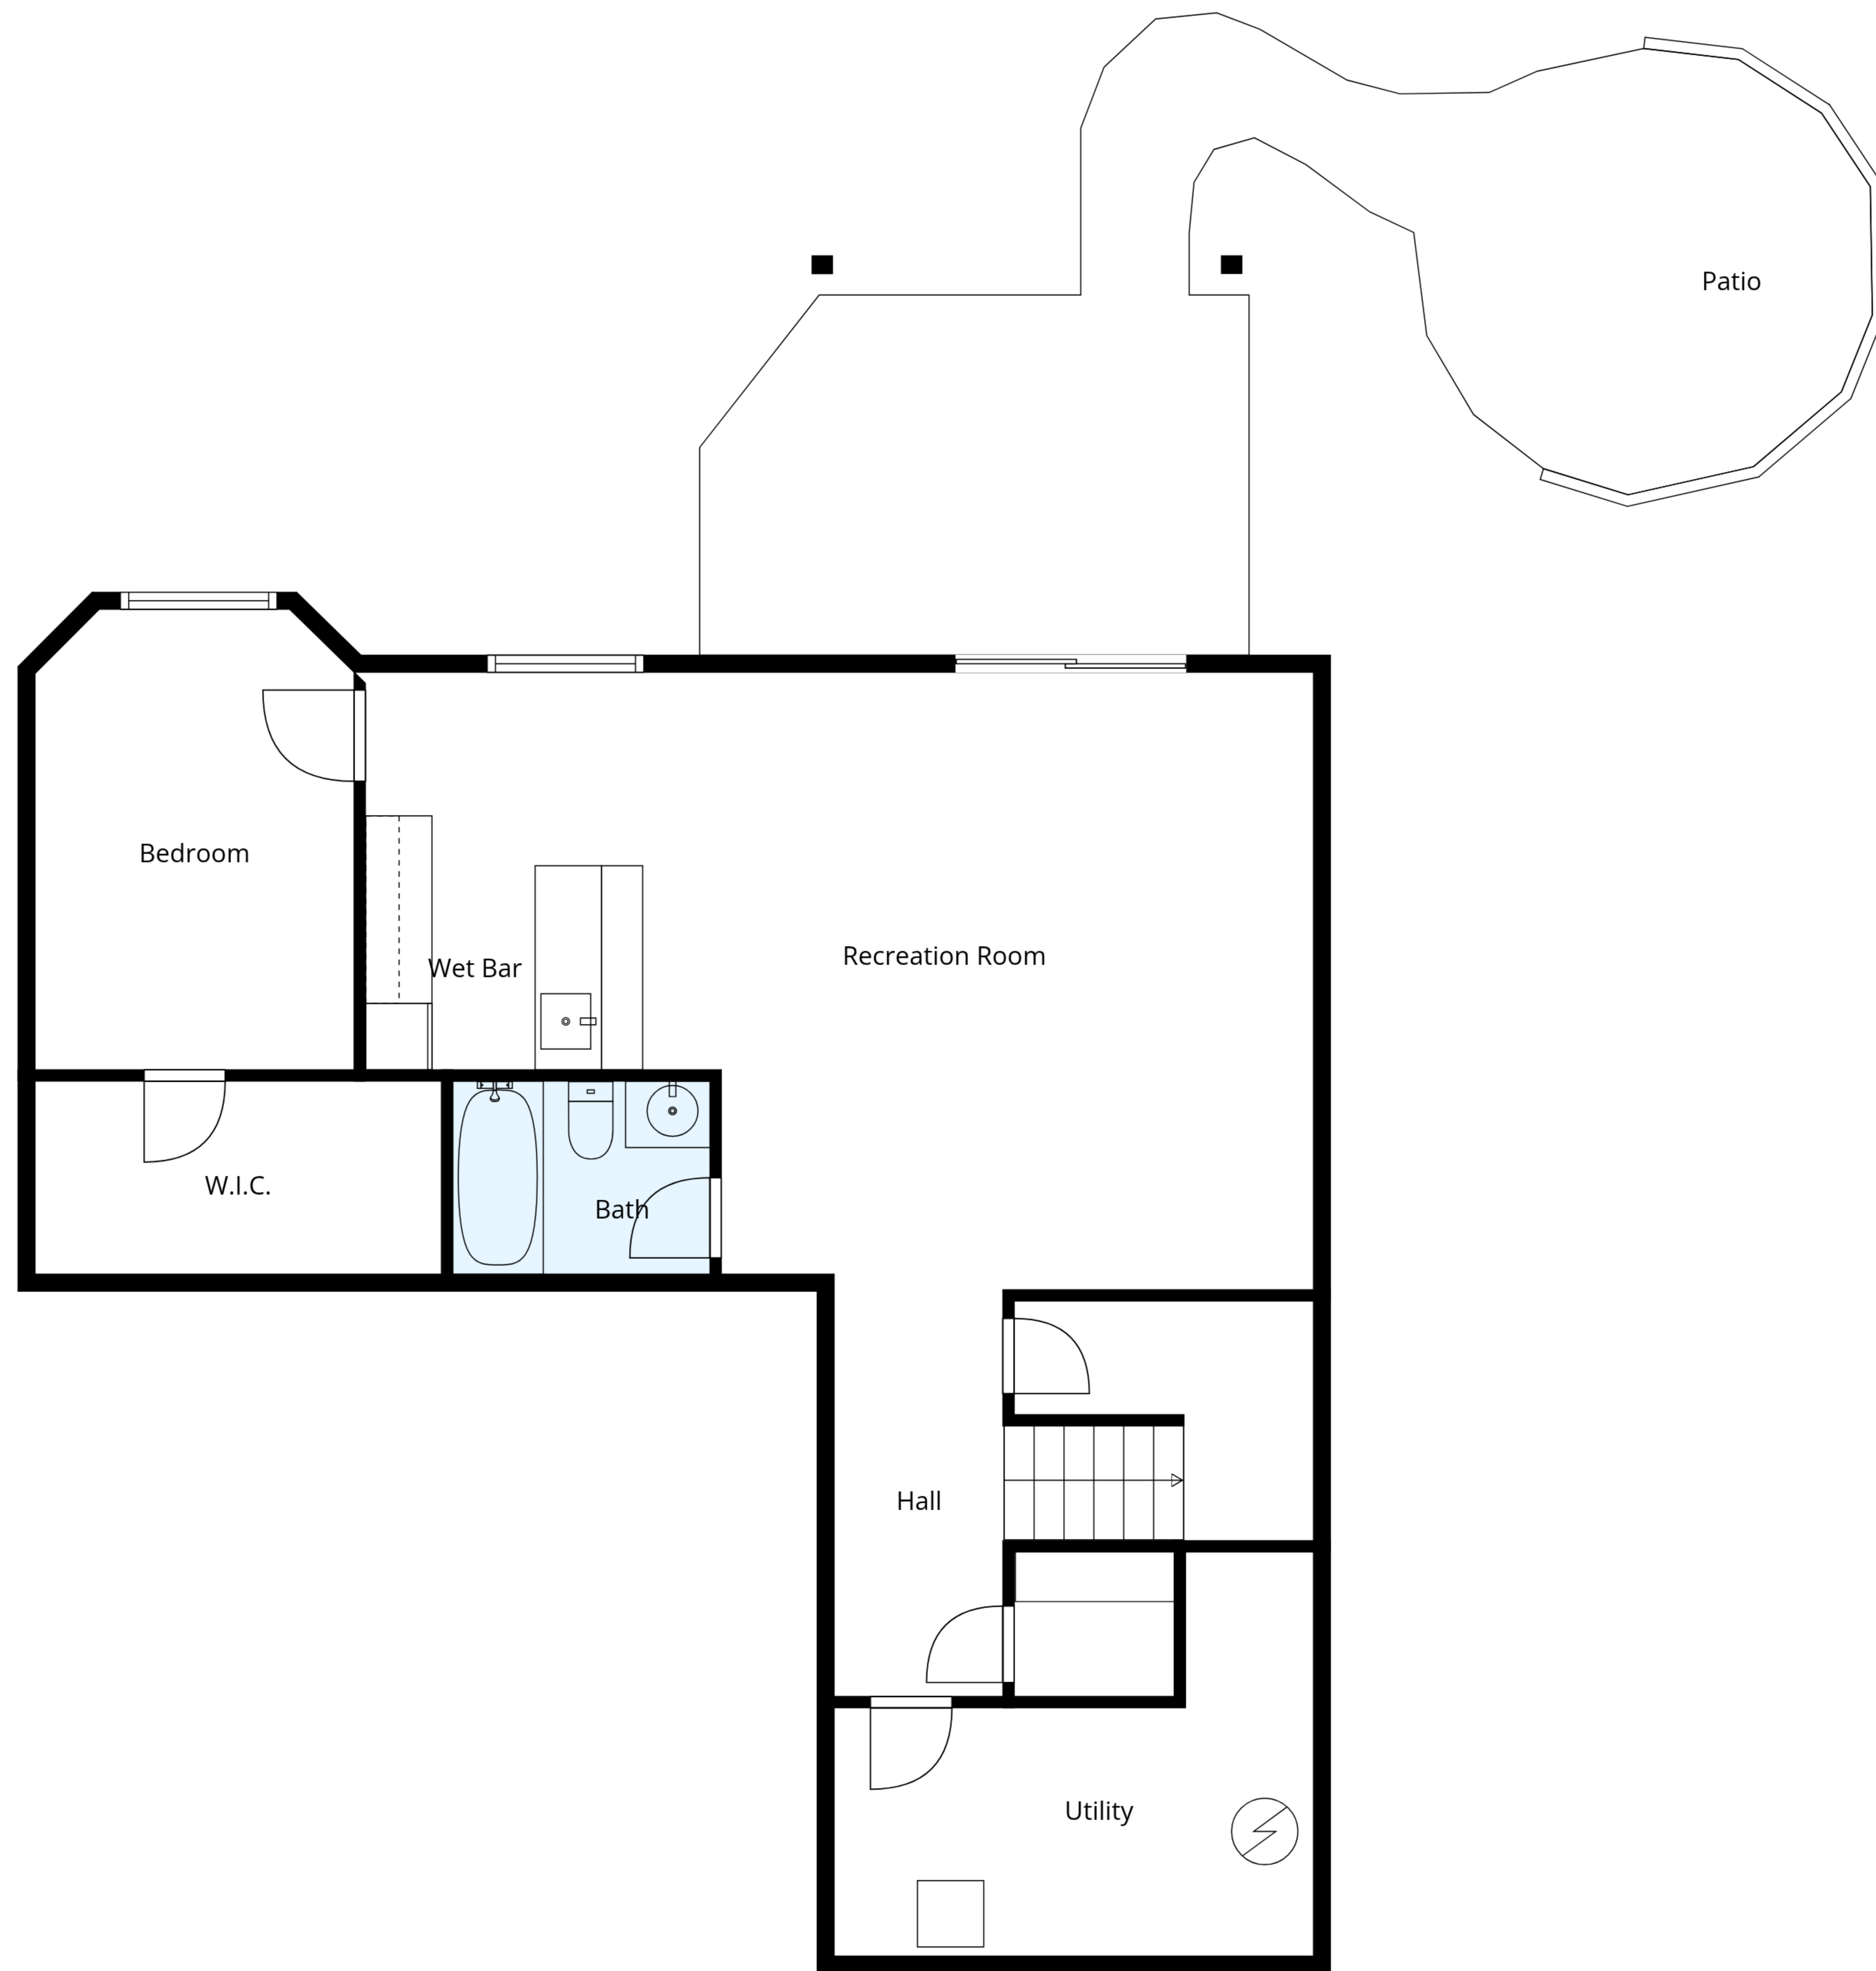 Patio
Bedroom
Recreation Room
Wet Bar
W.I.C.
Bath
Hall
Utility